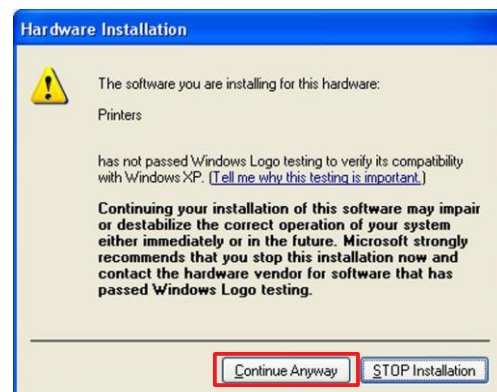 Hardware Installation
The software you are installing for this hardware:
Printers
has not passed Windows Logo testing to verify its compatibility
with Windows XP. (Tell me why this testing is important.)
Continuing your installation of this software may impair
or destabilize the correct operation of your system
either immediately or in the future. Microsoft strongly
recommends that you stop this installation now and
contact the hardware vendor for software that has
passed Windows Logo testing.
Continue Anyway STOP Installation